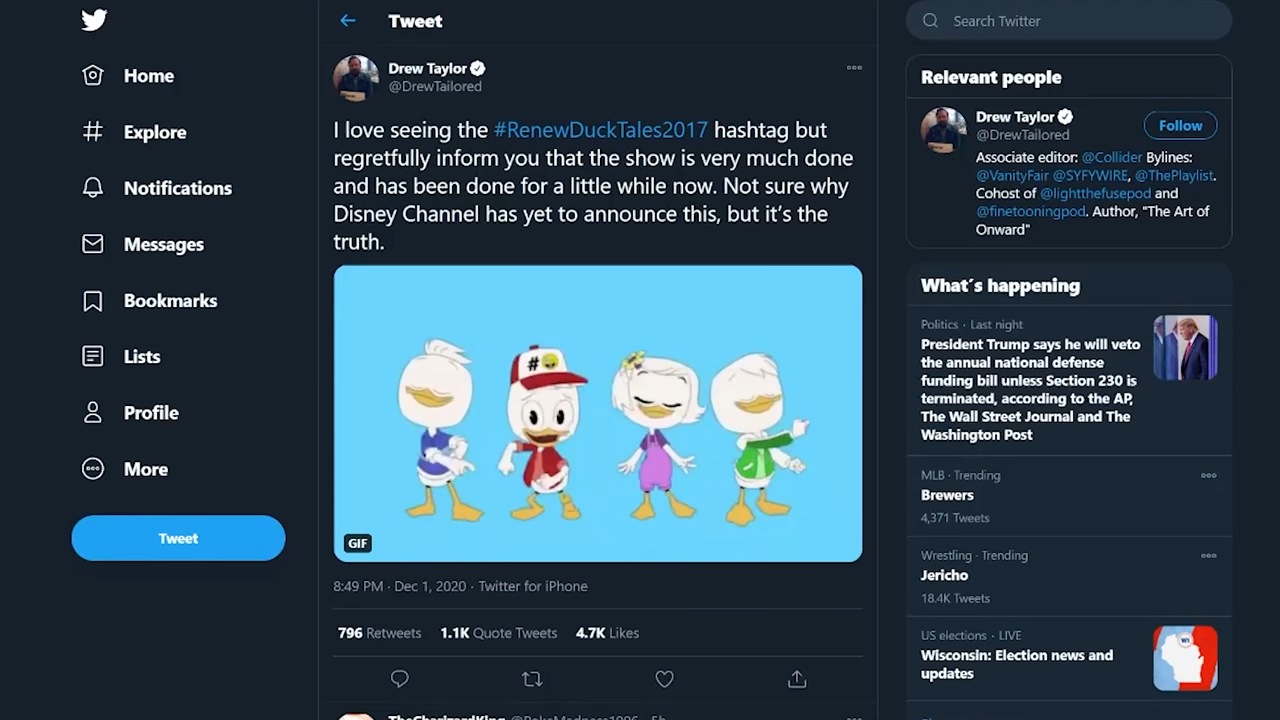 Home
Explore
Notifications
Messages
Bookmarks
Lists
Profile
More
Tweet
Tweet
Drew Taylor
@DrewTailored
I love seeing the #RenewDuckTales2017 hashtag but
regretfully inform you that the show is very much done
and has been done for a little while now. Not sure why
Disney Channel has yet to announce this, but it's the
truth.
#
GIF
8:49 PM · Dec 1, 2020 · Twitter for iPhone
796 Retweets 1.1K Quote Tweets 4.7K Likes
Search Twitter
Relevant people
Drew Taylor
@DrewTailored
Follow
Associate editor: @Collider Bylines:
@VanityFair @SYFYWIRE, @ThePlaylist.
Cohost of @lightthefusepod and
@finetooningpod. Author, "The Art of
Onward"
What´s happening
Politics · Last night
President Trump says he will veto
the annual national defense
funding bill unless Section 230 is
terminated, according to the AP,
The Wall Street Journal and The
Washington Post
MLB · Trending
Brewers
4,371 Tweets
Wrestling · Trending
Jericho
18.4K Tweets
US elections · LIVE
Wisconsin: Election news and
updates
WI